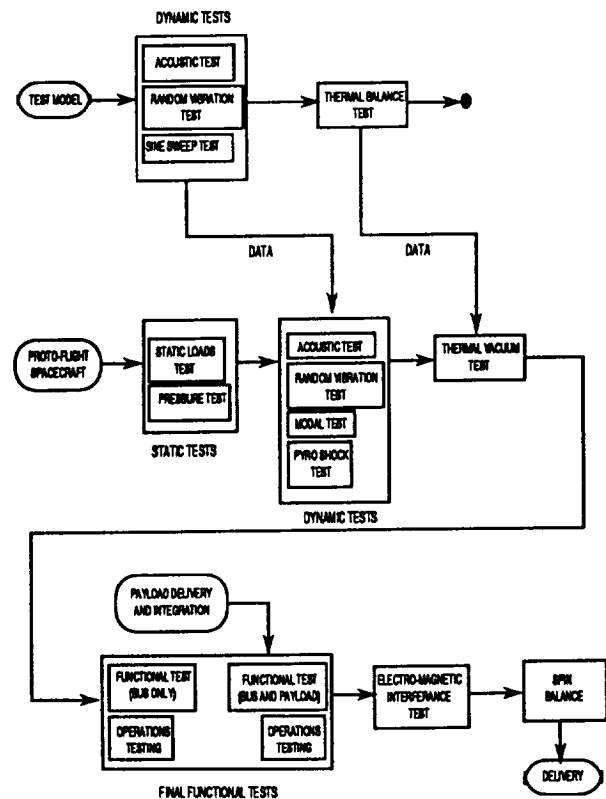 DYNAMIC TESTS
ACOUSTIC TEST
TEST MODEL
RANDOM VIBRATION
TEST
SINE SWEEP TEST
THERMAL BALANCE
TEST
DATA
DATA
PROTO-FLIGHT
SPACECRAFT
STATIC LOADS
TEST
PRESSURE TEST
STATIC TESTS
ACOUSTIC TEST
RANDOM VIBRATION
TEST
MODAL TEST
PYRO SHOCK
TEST
DYNAMIC TESTS
THERMAL VACUUM
TEST
PAYLOAD DELIVERY
AND INTEGRATION
FUNCTIONAL TEST
(BUS ONLY)
OPERATIONS
TESTING
FUNCTIONAL TEST
(BUS AND PAYLOAD)
OPERATIONS
TESTING
FINAL FUNCTIONAL TESTS
ELECTRO-MAGNETIC
INTERFERANCE
TEST
SPIN
BALANCE
DELIVERY